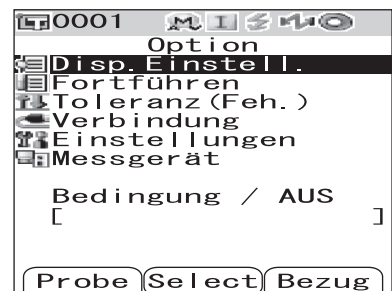 0001 M I
Option
Disp.Einstell.
Fortführen
Toleranz(Feh.)
Verbindung
Einstellungen
Messgerät
Bedingung / AUS
[ ]
Probe Select Bezug